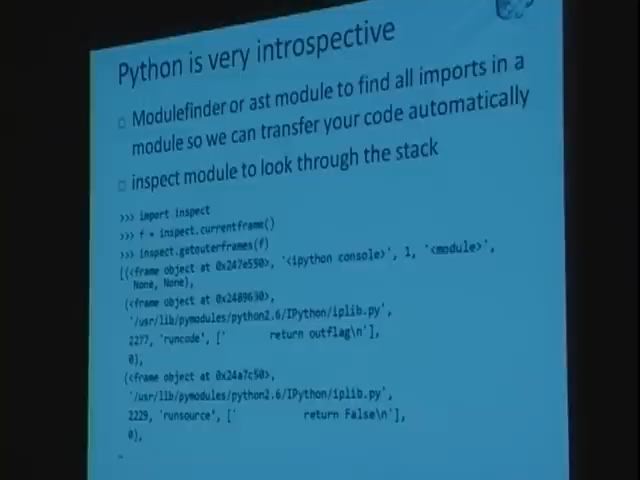 Python is very introspective
Modulefinder or ast module to find all imports in a
module so we can transfer your code automatically
inspect module to look through the stack
>>> import inspect
>>> f = inspect.currentframe()
>>> inspect.getouterframes(f)
[(<frame object at 0x247e550>, '<ipython console>', 1, '<module>',
None, None),
(<frame object at 0x2489630>,
'/usr/lib/pymodules/python2.6/IPython/iplib.py',
2277, 'runcode', ['          return outflag\n'],
0),
(<frame object at 0x24a7c50>,
'/usr/lib/pymodules/python2.6/IPython/iplib.py',
2229, 'runsource', ['          return False\n'],
0),